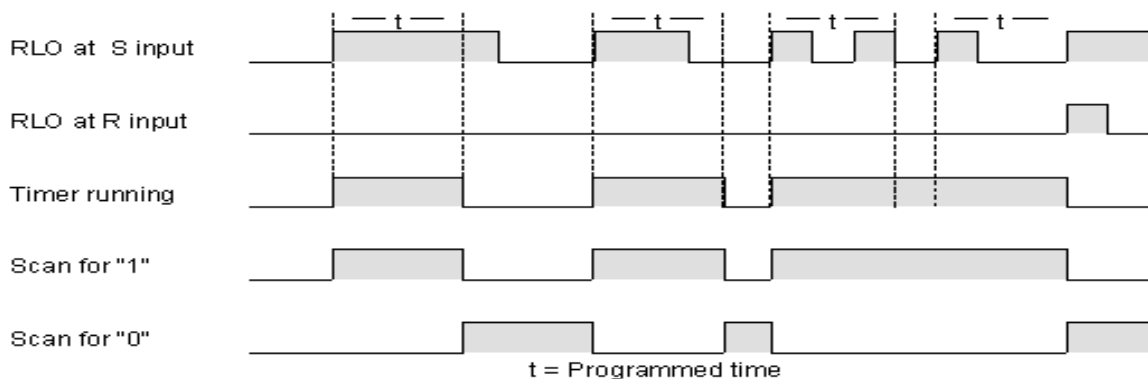 t t t t
RLO at S input
RLO at R input
Timer running
Scan for "1"
Scan for "0"
t = Programmed time